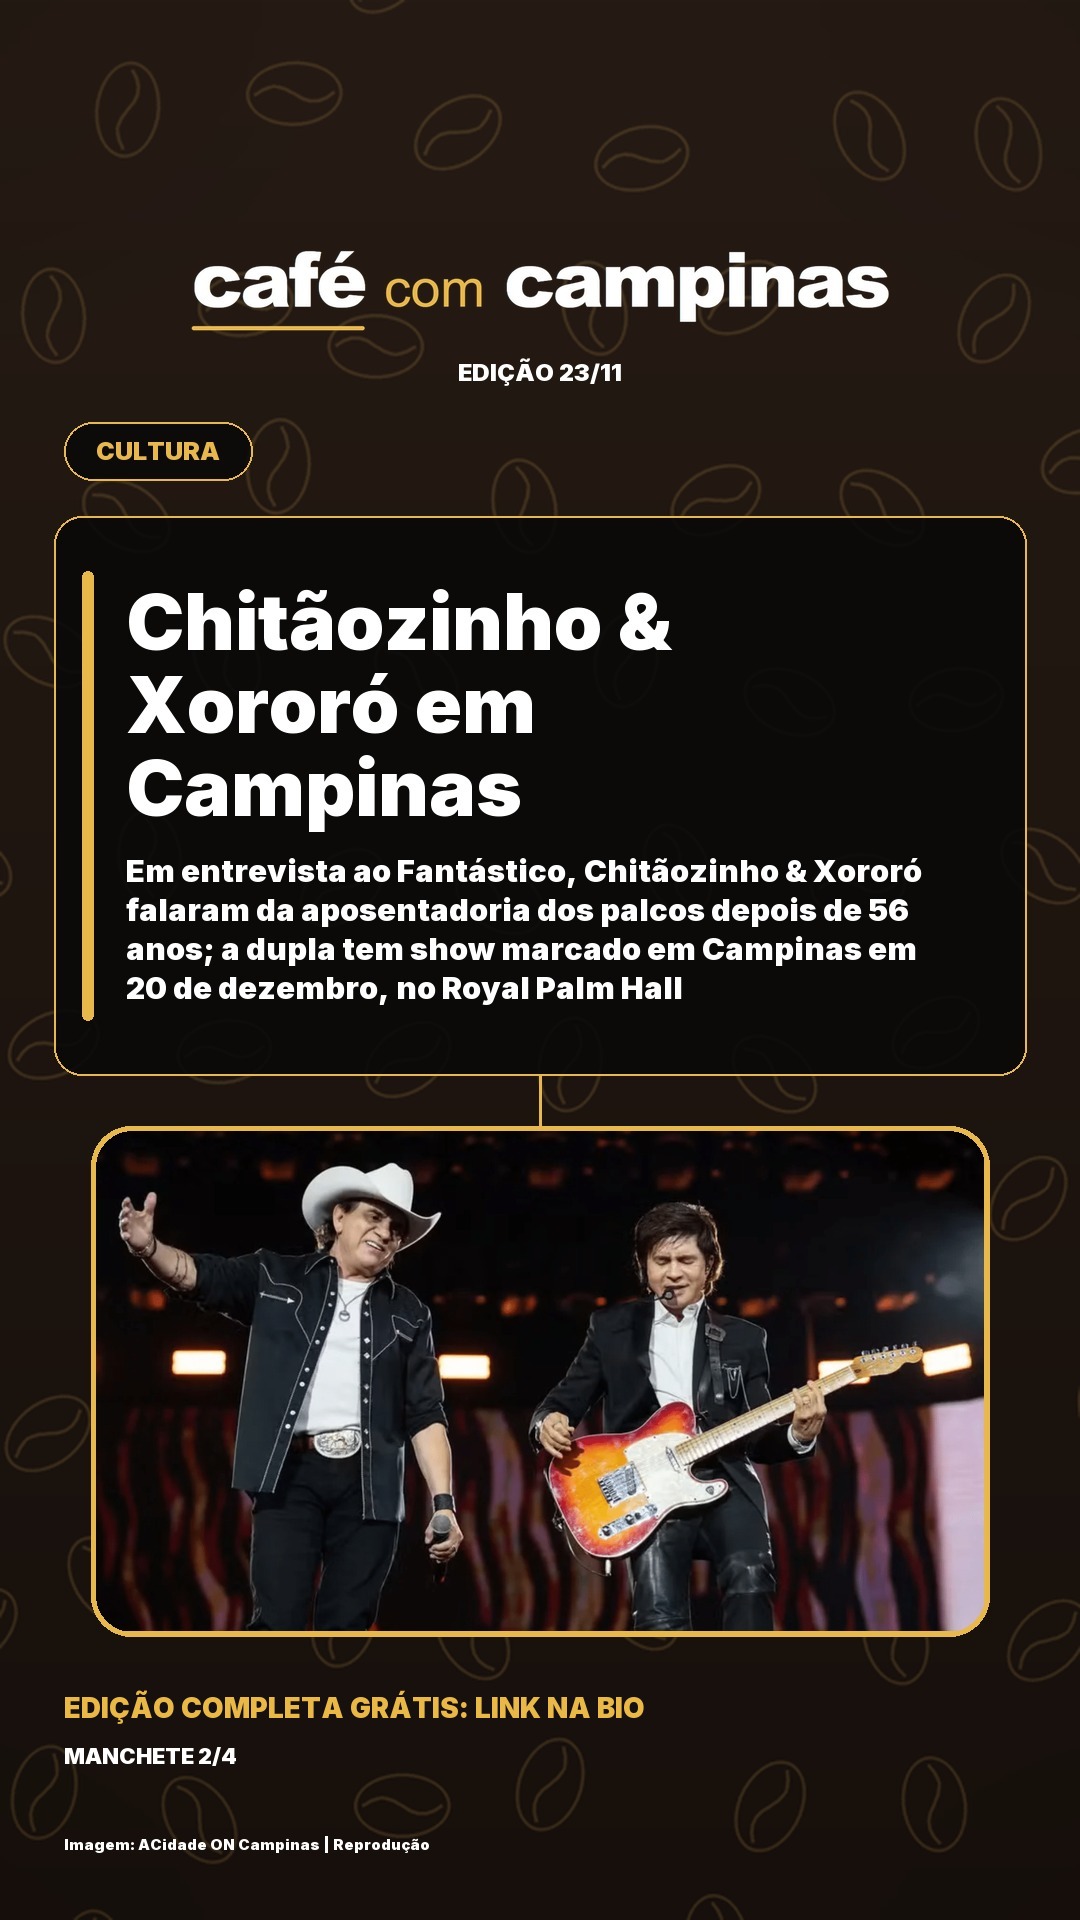 café com campinas
EDIÇÃO 23/11
CULTURA
Chitãozinho &
Xororó em
Campinas
Em entrevista ao Fantástico, Chitãozinho & Xororó
falaram da aposentadoria dos palcos depois de 56
anos; a dupla tem show marcado em Campinas em
20 de dezembro, no Royal Palm Hall
EDIÇÃO COMPLETA GRÁTIS: LINK NA BIO
MANCHETE 2/4
Imagem: ACidade ON Campinas | Reprodução